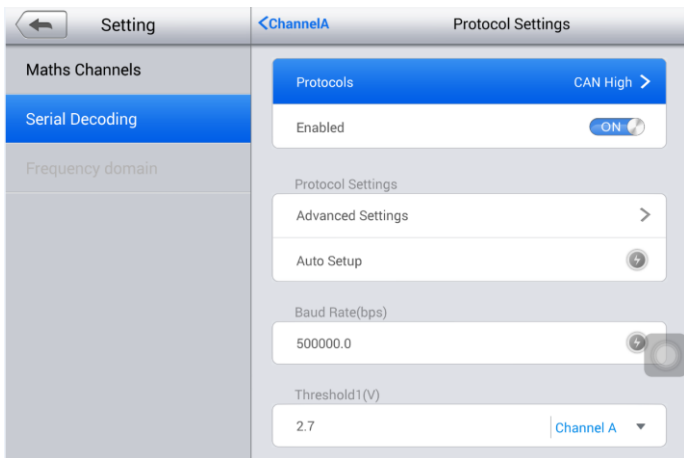 Setting
Maths Channels
Serial Decoding
Frequency domain
ChannelA
Protocol Settings
Protocols
CAN High
Enabled
ON
Protocol Settings
Advanced Settings
Auto Setup
Baud Rate(bps)
500000.0
Threshold1(V)
2.7
Channel A